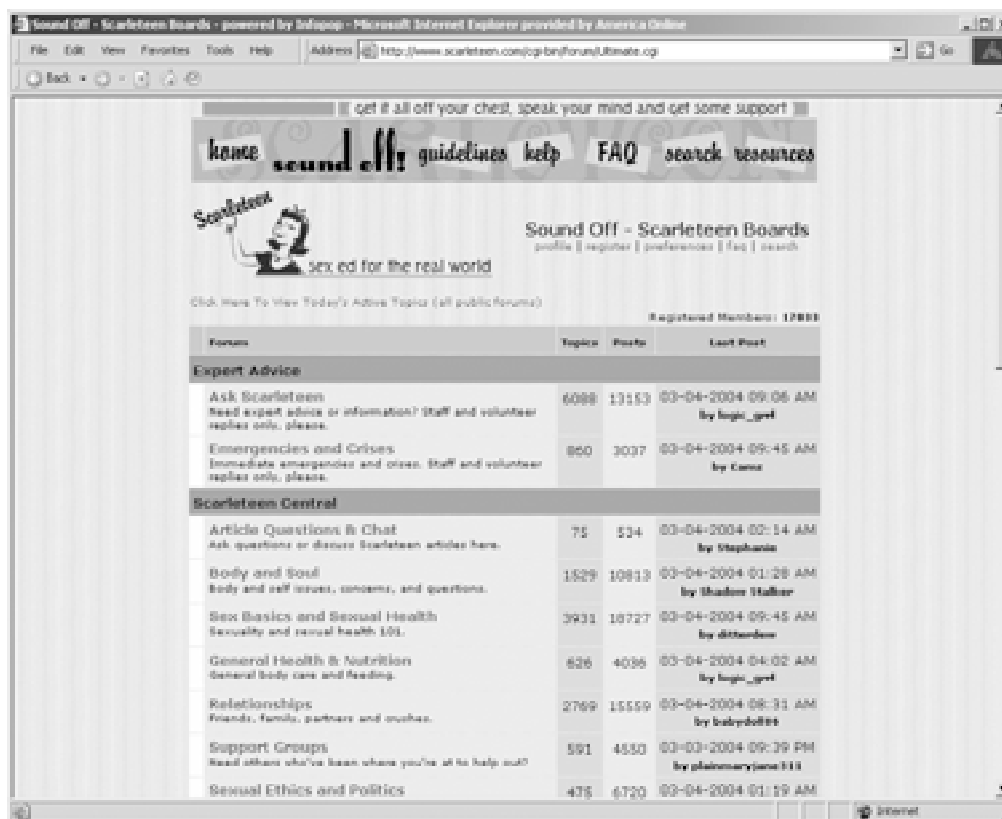 Sound Off - Scarleteen Boards - powered by Infopop - Microsoft Internet Explorer provided by America Online
File Edit View Favorites Tools Help Address http://www.scarleteen.com/cgi-bin/forum/Ultimate.cgi Go
Back
get it all off your chest, speak your mind and get some support
home sound off! guidelines help FAQ search resources
Scarleteen
sex ed for the real world
Sound Off - Scarleteen Boards
profile | register | preferences | faq | search
Click Here To View Today's Active Topics (all public forums)
Registered Members:
Forum Topics Posts Last Post
Expert Advice
Ask Scarleteen 6088 13153 03-04-2004 09:06 AM
Need expert advice or information? Staff and volunteer
replies only, please.
by
Emergencies and Crises 860 3037 03-04-2004 09:45 AM
Immediate emergencies and crises. Staff and volunteer
replies only, please.
by
Scarleteen Central
Article Questions & Chat 75 534 03-04-2004 02:14 AM
Ask questions or discuss Scarleteen articles here. by Stephanie
Body and Soul 1529 10813 03-04-2004 01:28 AM
Body and self issues, concerns, and questions. by Shadow Stalker
Sex Basics and Sexual Health 3931 18727 03-04-2004 09:45 AM
Sexuality and sexual health 101. by
General Health & Nutrition 626 4036 03-04-2004 04:02 AM
General body care and feeding. by
Relationships 2769 15559 03-04-2004 08:31 AM
Friends, family, partners and crushes. by
Support Groups 591 4550 03-03-2004 09:39 PM
Need others who've been where you're at to help out? by plainmaryjane311
Sexual Ethics and Politics 475 6720 03-04-2004 01:19 AM
Internet